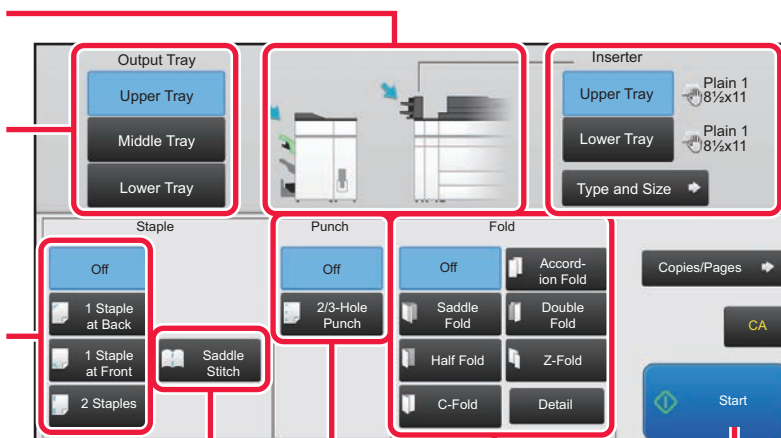 Output Tray
Upper Tray
Middle Tray
Lower Tray
Inserter
Upper Tray
Plain 1
8½x11
Lower Tray
Plain 1
8½x11
Type and Size
Staple
Off
1 Staple
at Back
1 Staple
at Front
2 Staples
Saddle
Stitch
Punch
Off
2/3-Hole
Punch
Fold
Off
Accord-
ion Fold
Saddle
Fold
Double
Fold
Half Fold
Z-Fold
C-Fold
Detail
Copies/Pages
CA
Start